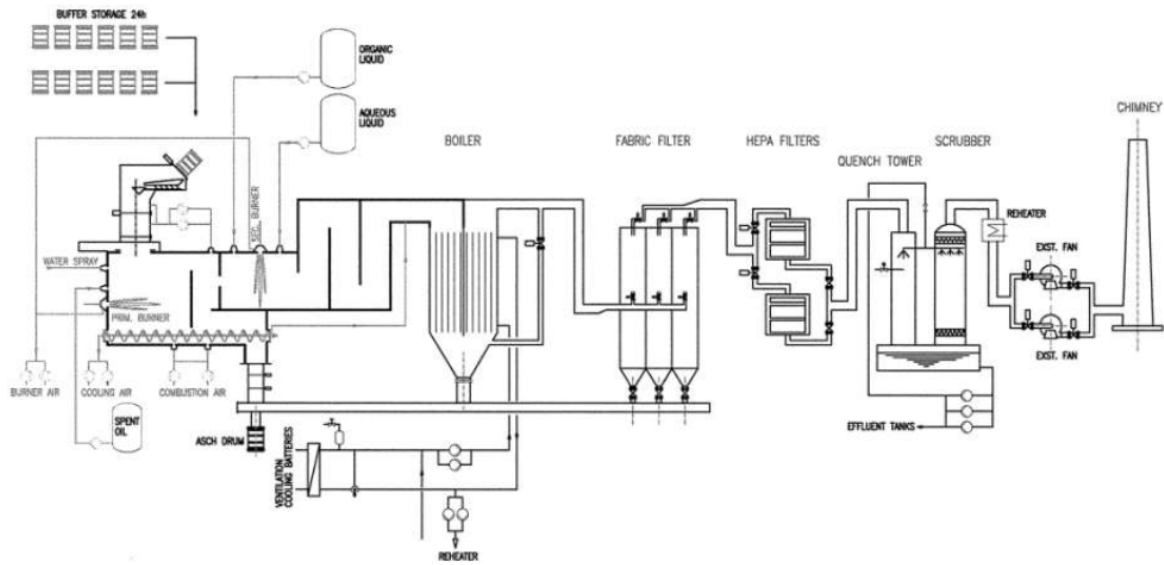 BUFFER STORAGE 24h
ORGANIC
LIQUID
AQUEOUS
LIQUID
CHIMNEY
BOILER
FABRIC FILTER
HEPA FILTERS
SCRUBBER
QUENCH TOWER
SEC. BURNER
REHEATER
WATER SPRAY
EXST. FAN
PRIM. BURNER
EXST. FAN
BURNER AIR
COOLING AIR
COMBUSTION AIR
SPENT
OIL
ASCH DRUM
EFFLUENT TANKS
VENTILATION
COOLING BATTERIES
REHEATER